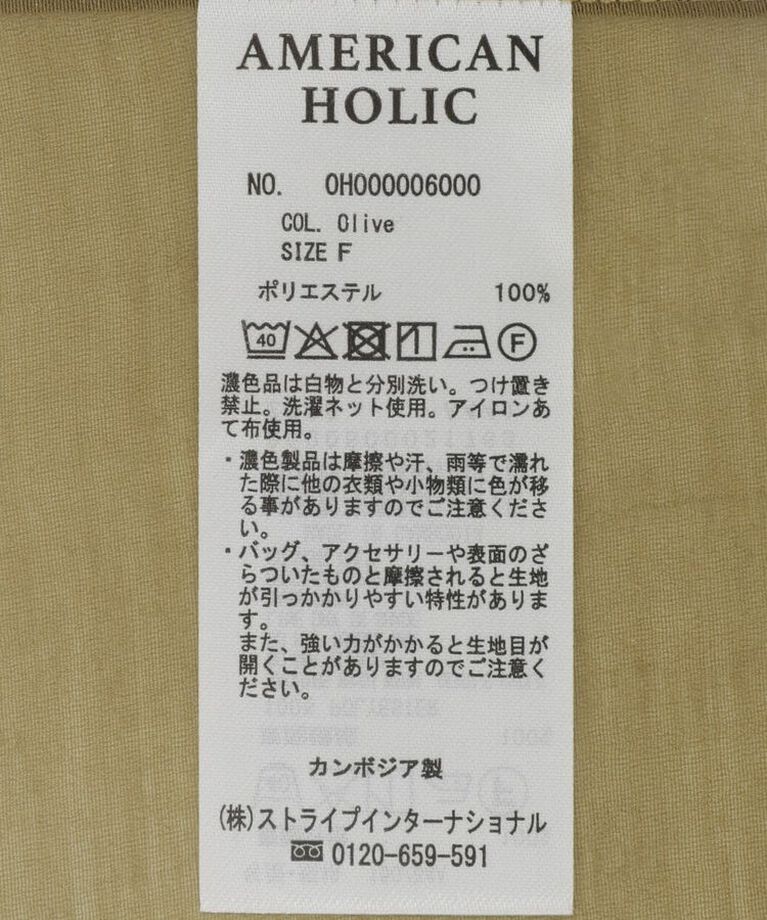 AMERICAN
HOLIC
NO. 0H000006000
COL. Olive
SIZE F
ポリエステル 100%
40 F
濃色品は白物と分別洗い。つけ置き
禁止。洗濯ネット使用。アイロンあ
て布使用。
・濃色製品は摩擦や汗、雨等で濡れ
た際に他の衣類や小物類に色が移
る事がありますのでご注意くださ
い。
・バッグ、アクセサリーや表面のざ
らついたものと摩擦されると生地
が引っかかりやすい特性がありま
す。
また、強い力がかかると生地目が
開くことがありますのでご注意く
ださい。
カンボジア製
(株)ストライプインターナショナル
0120-659-591